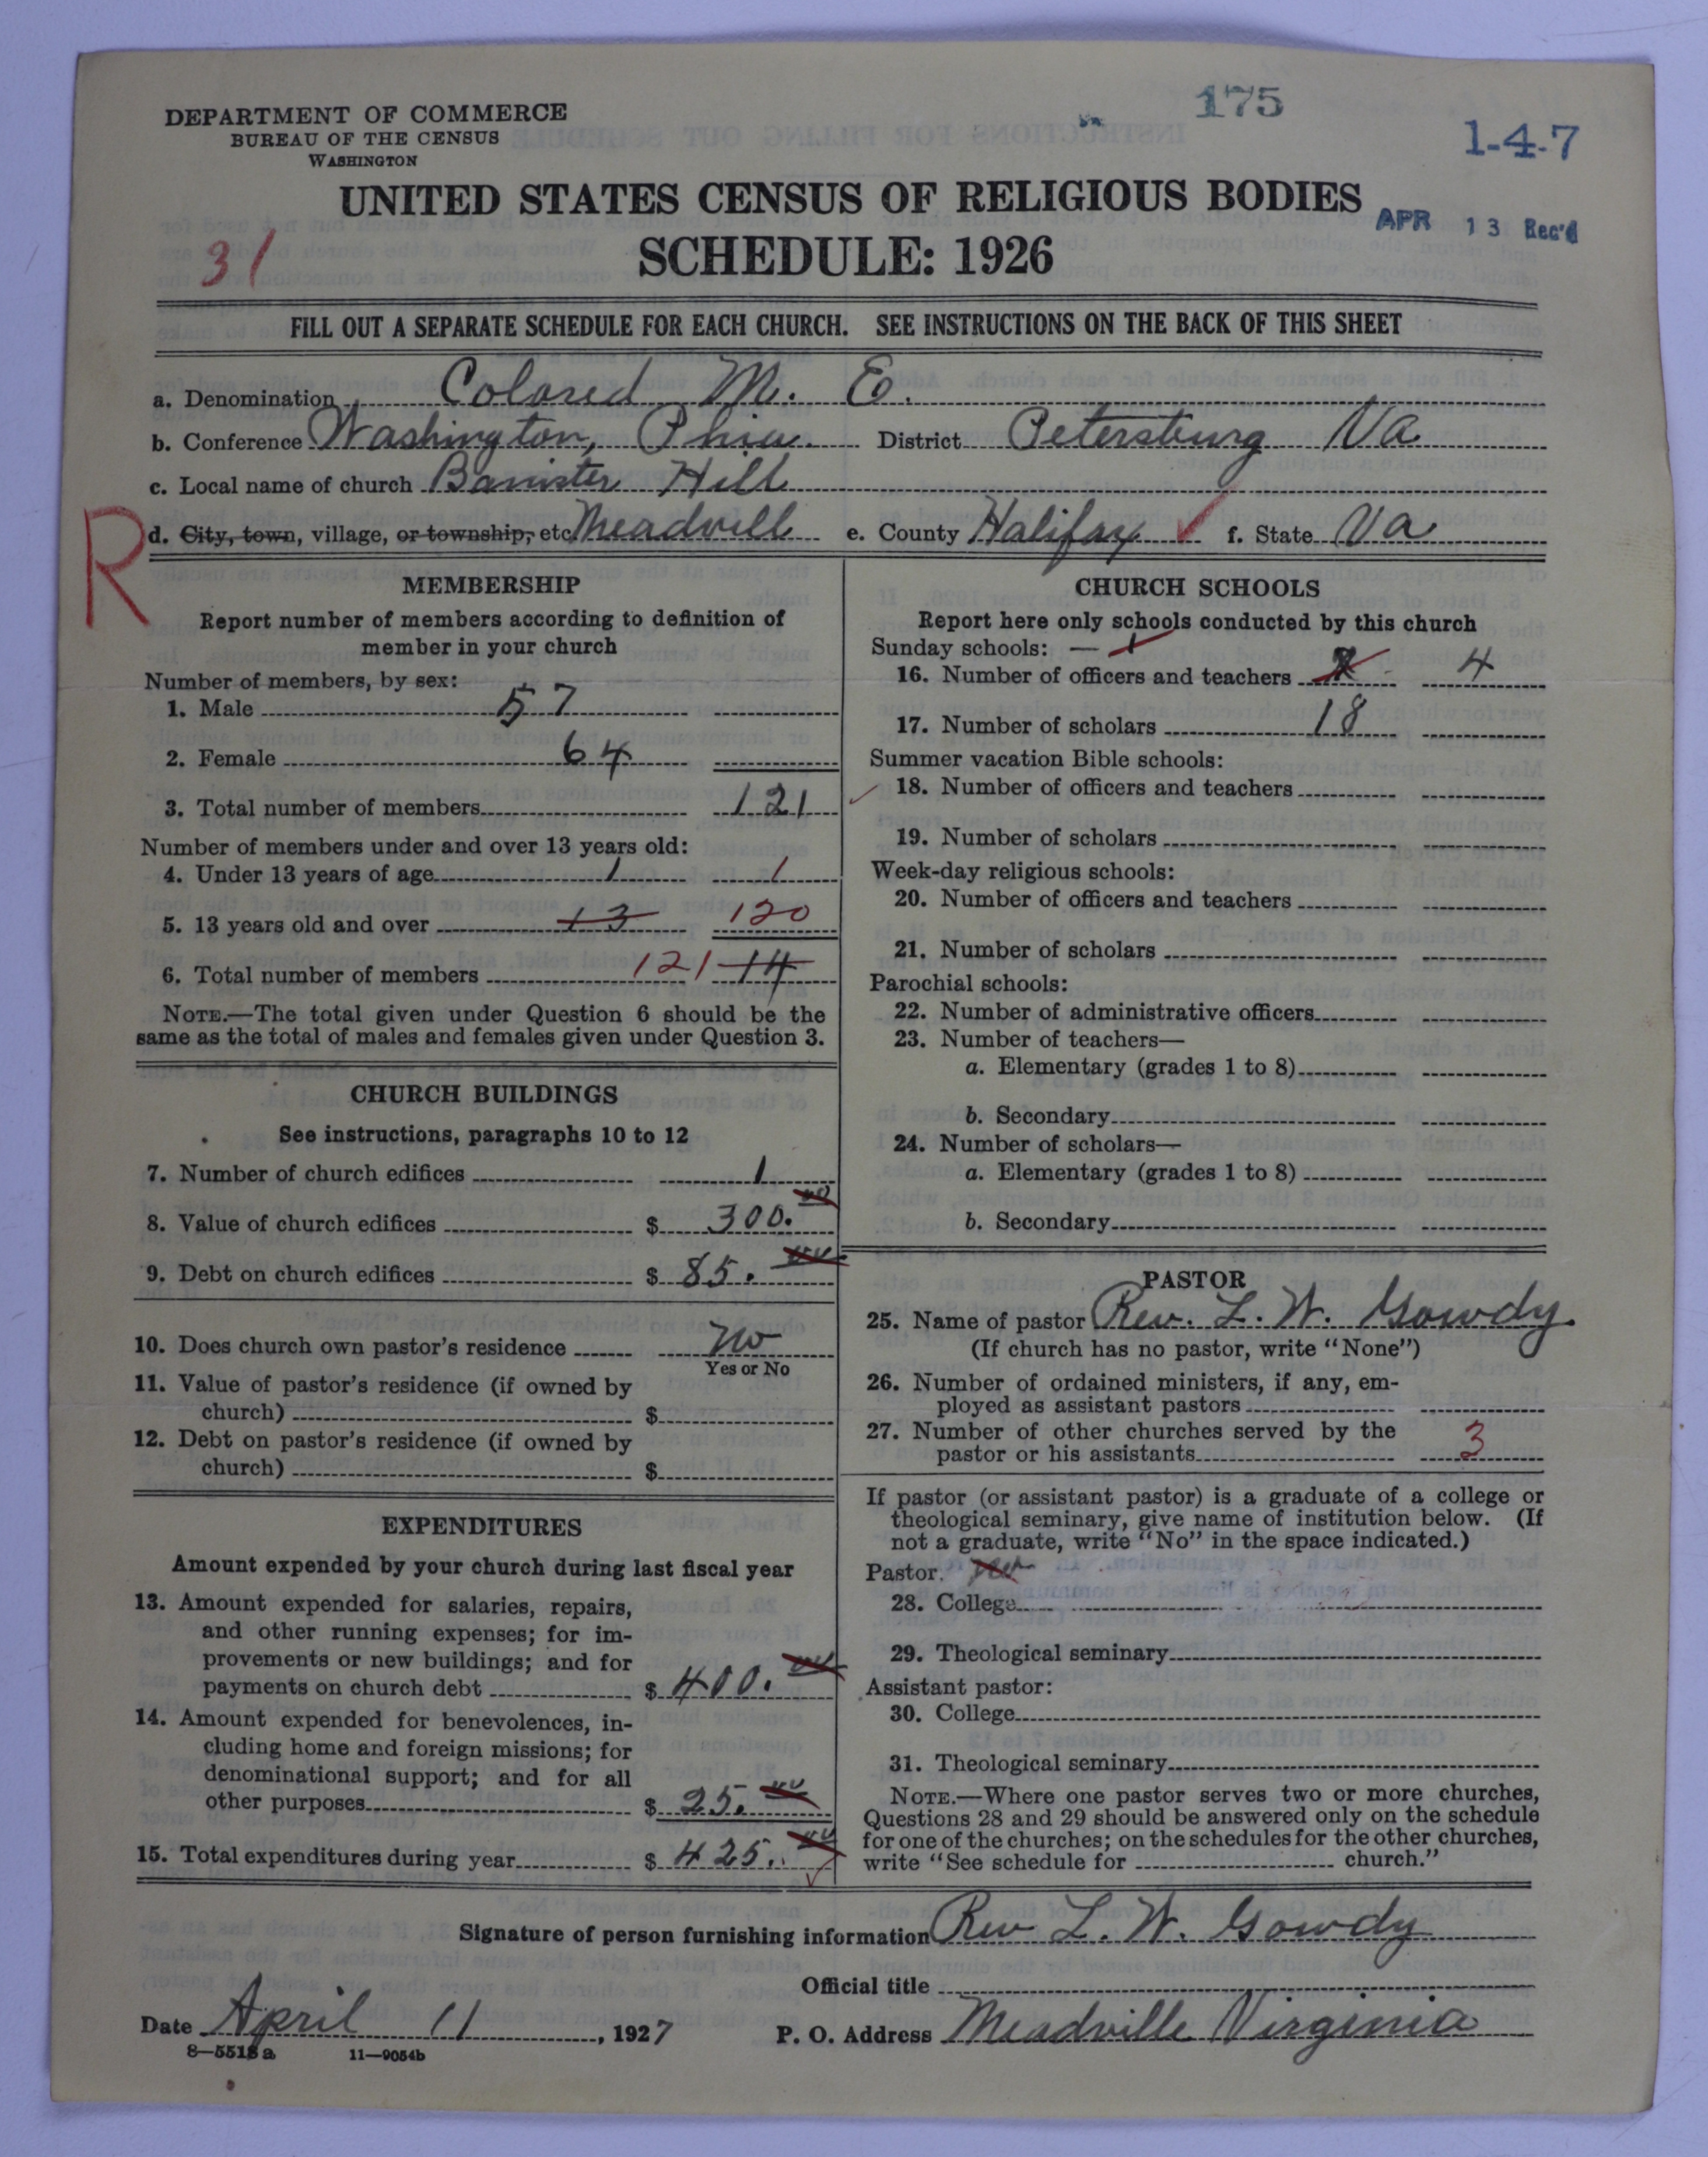 175
1-4-7
DEPARTMENT OF COMMERCE
BUREAU OF THE CENSUS
WASHINGTON
UNITED STATES CENSUS OF RELIGIOUS BODIES
APR 13 Rec'd
31
SCHEDULE: 1926
FILL OUT A SEPARATE SCHEDULE FOR EACH CHURCH. SEE INSTRUCTIONS ON THE BACK OF THIS SHEET
a. Denomination Colored M. E.
b. Conference Washington, Phia. District Petersburg Va
c. Local name of church Banister Hill
R
d. City, town, village, or township, etc Meadvill e. County Halifax f. State Va
MEMBERSHIP
Report number of members according to definition of
member in your church
Number of members, by sex:
1. Male 57
2. Female 64
3. Total number of members 121
Number of members under and over 13 years old:
4. Under 13 years of age 1 1
5. 13 years old and over 13 120
6. Total number of members 121 14
NOTE.—The total given under Question 6 should be the
same as the total of males and females given under Question 3.
CHURCH BUILDINGS
See instructions, paragraphs 10 to 12
7. Number of church edifices 1
8. Value of church edifices $ 300.
9. Debt on church edifices $ 85.
10. Does church own pastor's residence No
Yes or No
11. Value of pastor's residence (if owned by
church) $
12. Debt on pastor's residence (if owned by
church) $
EXPENDITURES
Amount expended by your church during last fiscal year
13. Amount expended for salaries, repairs,
and other running expenses; for im-
provements or new buildings; and for
payments on church debt $ 400.
14. Amount expended for benevolences, in-
cluding home and foreign missions; for
denominational support; and for all
other purposes $ 25.
15. Total expenditures during year $ 425.
CHURCH SCHOOLS
Report here only schools conducted by this church
Sunday schools: — 1
16. Number of officers and teachers 4
17. Number of scholars 18
Summer vacation Bible schools:
18. Number of officers and teachers
19. Number of scholars
Week-day religious schools:
20. Number of officers and teachers
21. Number of scholars
Parochial schools:
22. Number of administrative officers
23. Number of teachers—
a. Elementary (grades 1 to 8)
b. Secondary
24. Number of scholars—
a. Elementary (grades 1 to 8)
b. Secondary
PASTOR
25. Name of pastor Rev. L. W. Gowdy.
(If church has no pastor, write "None")
26. Number of ordained ministers, if any, em-
ployed as assistant pastors
27. Number of other churches served by the
pastor or his assistants 3
If pastor (or assistant pastor) is a graduate of a college or
theological seminary, give name of institution below. (If
not a graduate, write "No" in the space indicated.)
Pastor.
28. College
29. Theological seminary
Assistant pastor:
30. College
31. Theological seminary
NOTE.—Where one pastor serves two or more churches,
Questions 28 and 29 should be answered only on the schedule
for one of the churches; on the schedules for the other churches,
write "See schedule for church."
Signature of person furnishing information Rev L. W. Gowdy
Official title
Date April 11, 1927 P. O. Address Meadville Virginia
8—5518 a 11—9054b